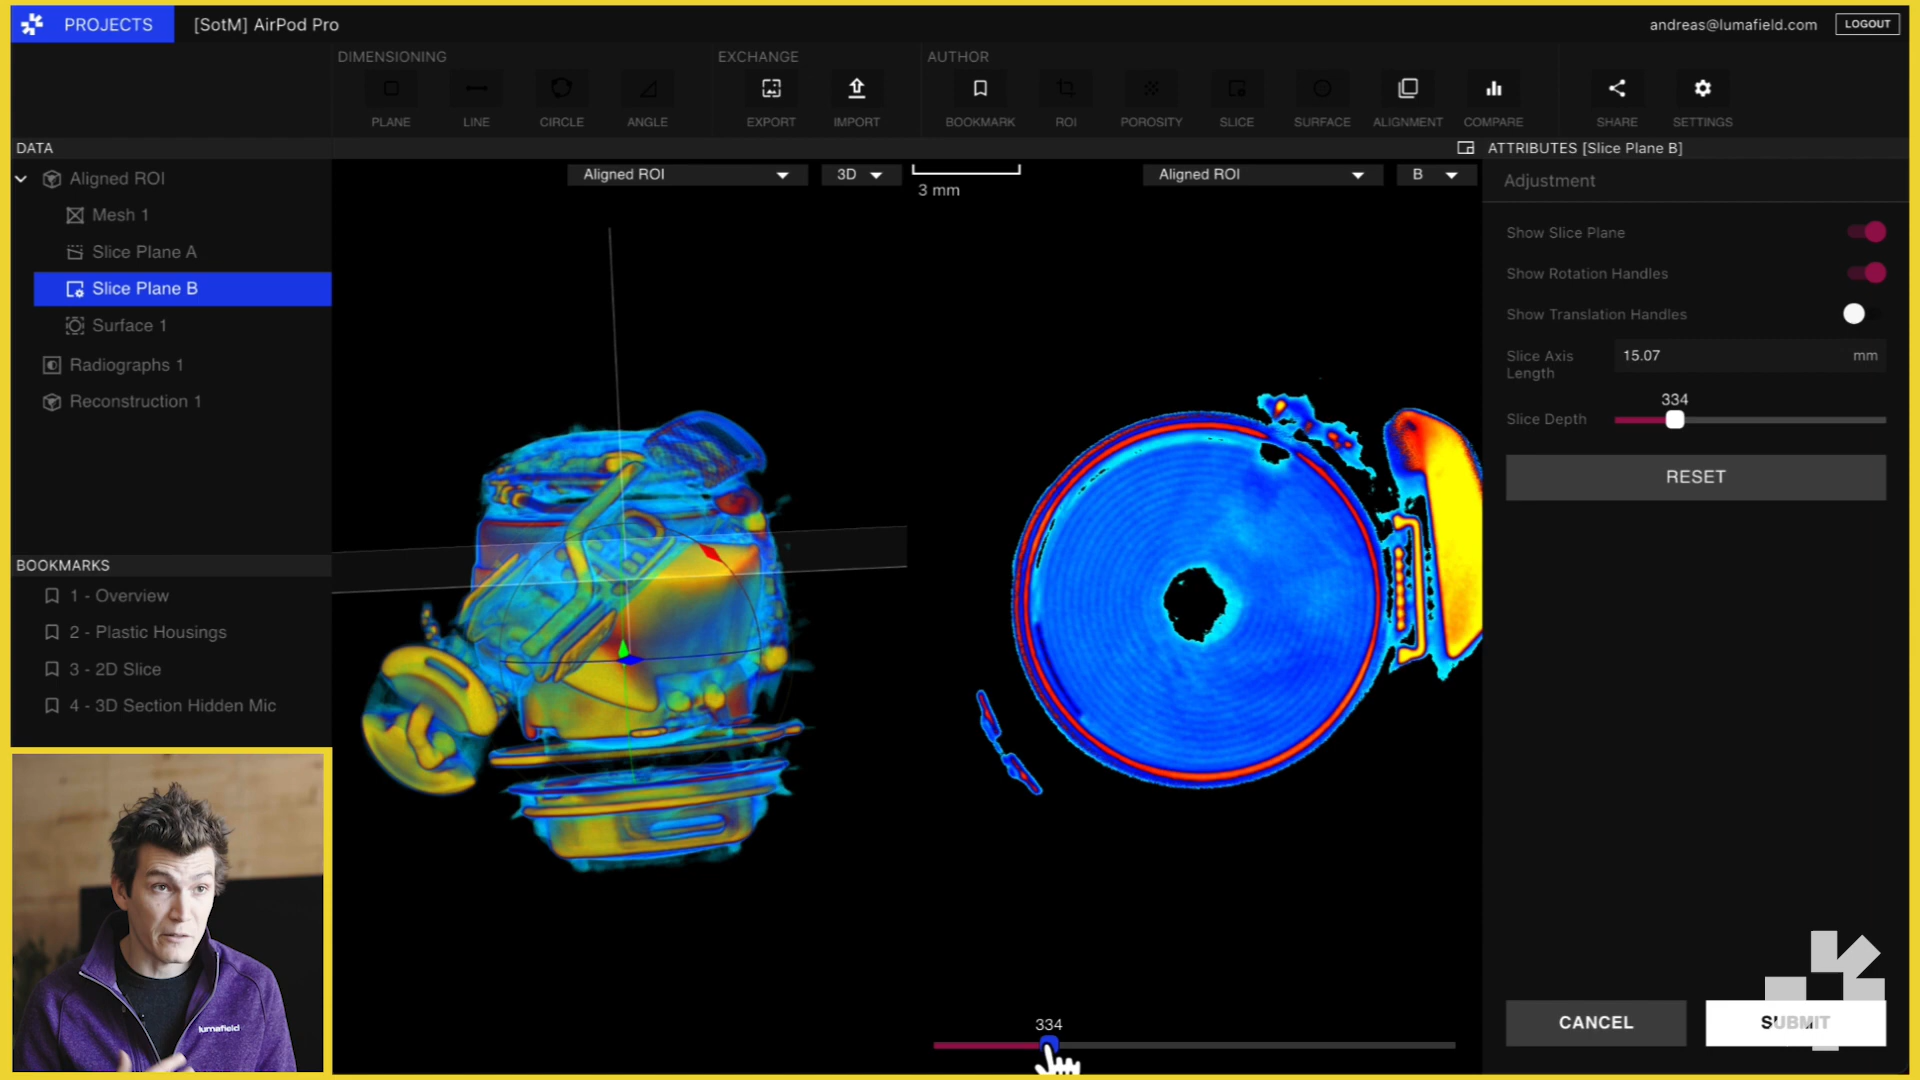 PROJECTS
[SotM] AirPod Pro
andreas@lumafield.com
LOGOUT
DIMENSIONING
EXCHANGE
AUTHOR
PLANE
LINE
CIRCLE
ANGLE
EXPORT
IMPORT
BOOKMARK
ROI
POROSITY
SLICE
SURFACE
ALIGNMENT
COMPARE
SHARE
SETTINGS
DATA
ATTRIBUTES [Slice Plane B]
Aligned ROI
Mesh 1
Slice Plane A
Slice Plane B
Surface 1
Radiographs 1
Reconstruction 1
Aligned ROI
3D
3 mm
Aligned ROI
B
Adjustment
Show Slice Plane
Show Rotation Handles
Show Translation Handles
Slice Axis
Length
15.07
mm
334
Slice Depth
RESET
BOOKMARKS
1 - Overview
2 - Plastic Housings
3 - 2D Slice
4 - 3D Section Hidden Mic
lumafield
334
CANCEL
SUBMIT